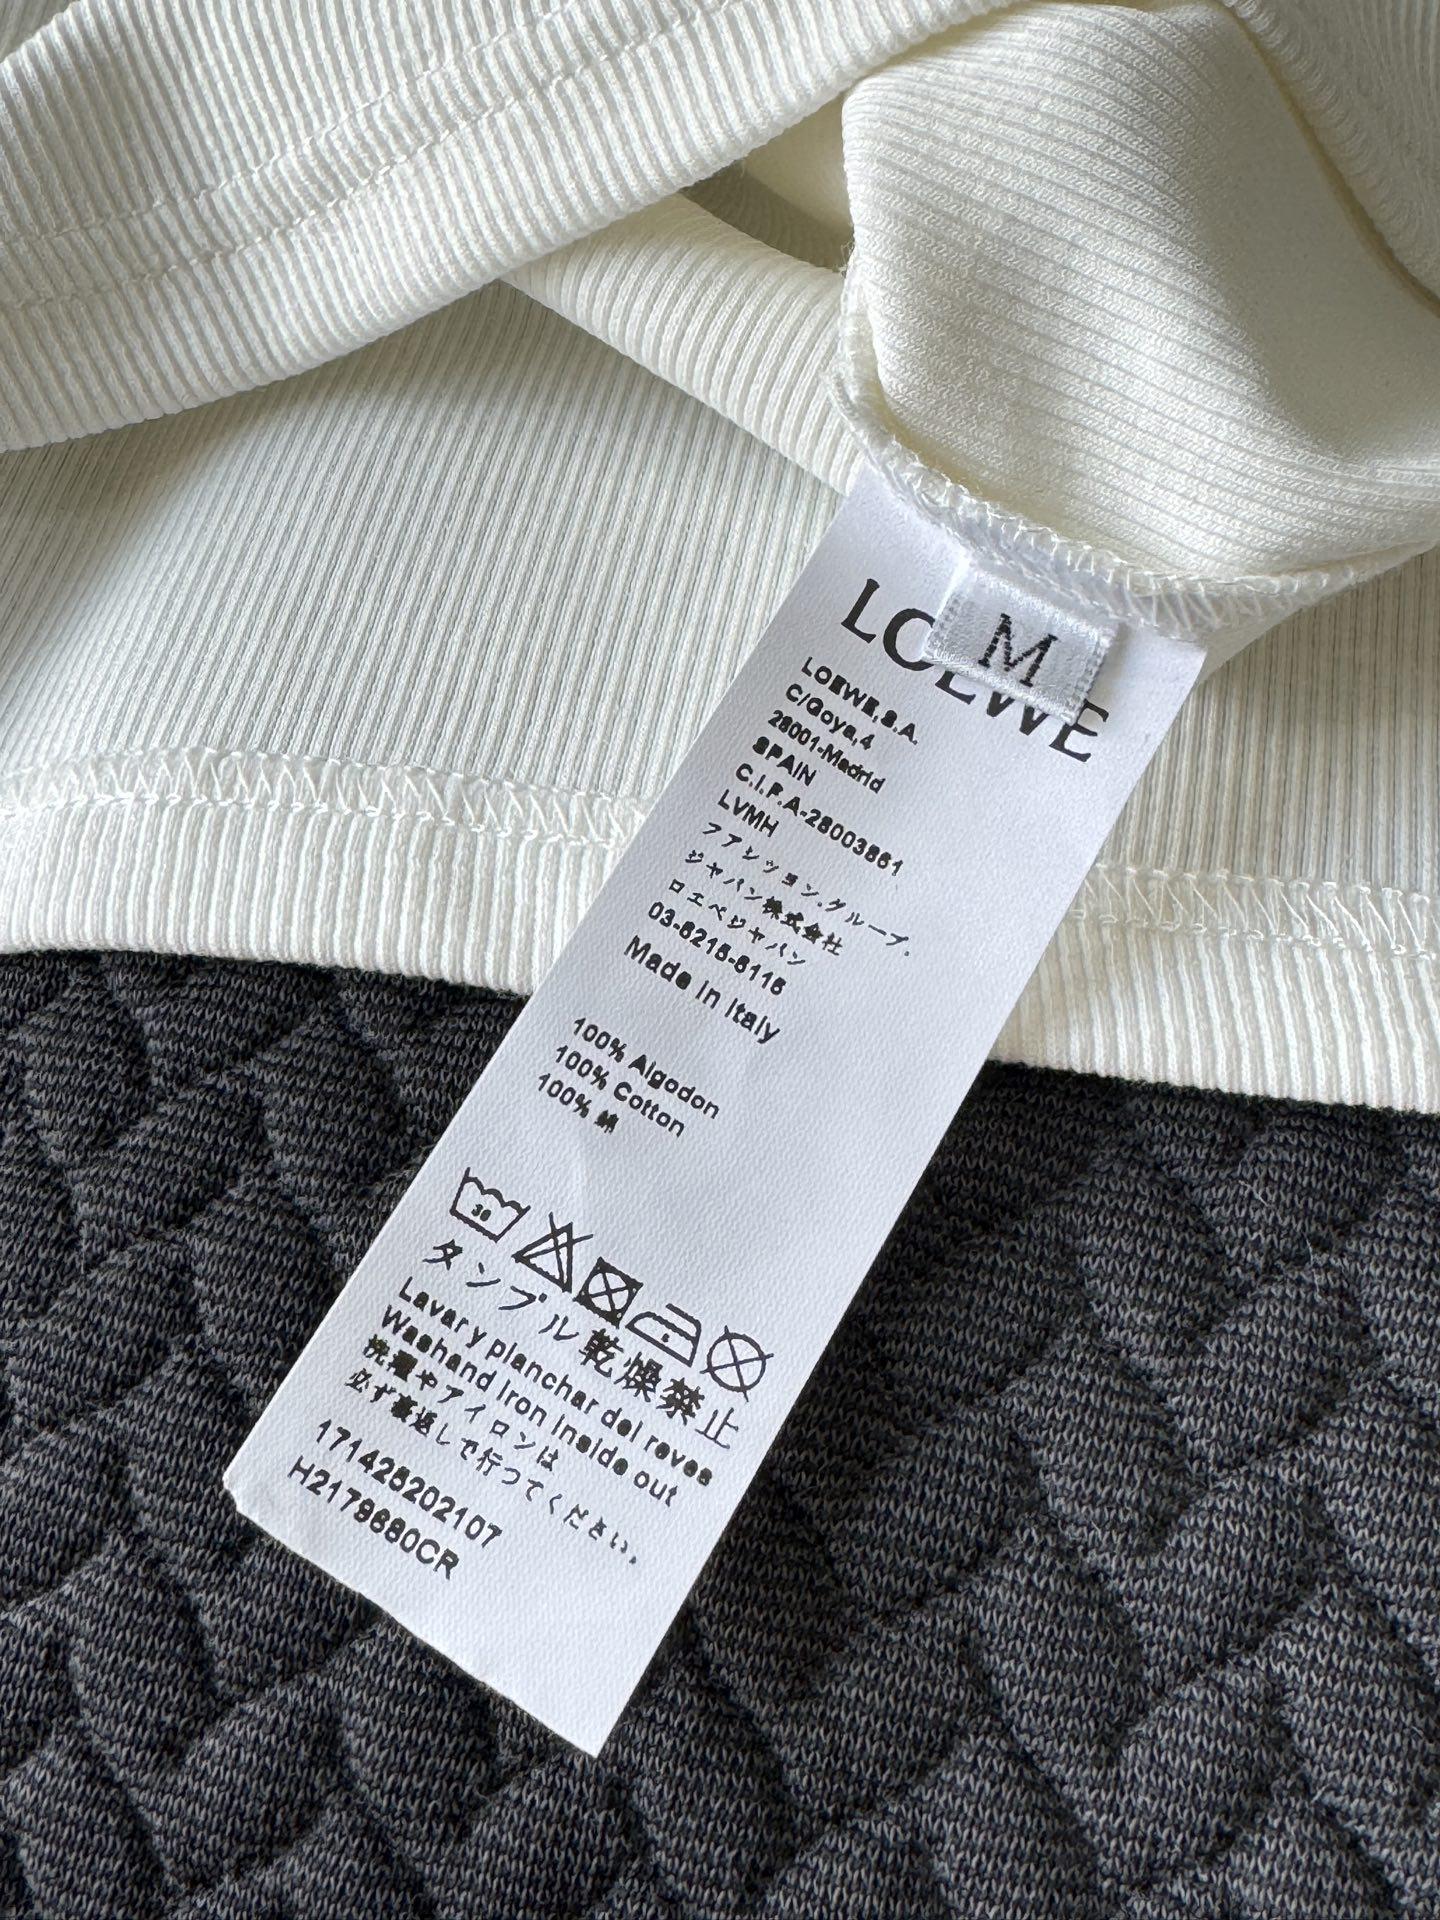 LOEWE
M
LOEWE,S.A.
C/Goya,4
28001-Madrid
SPAIN
C.I.F.A-28003861
LVMH
ファション.グループ.
ジャパン株式会社
ロエベジャパン
03-6215-6116
Made in Italy
100% Algodon
100% Cotton
100% 綿
30
タンブル乾燥禁止
Lavar y planchar del reves
Washand iron inside out
洗濯やアイロンは
必ず裏返しで行つてください.
171426202107
H2179680CR